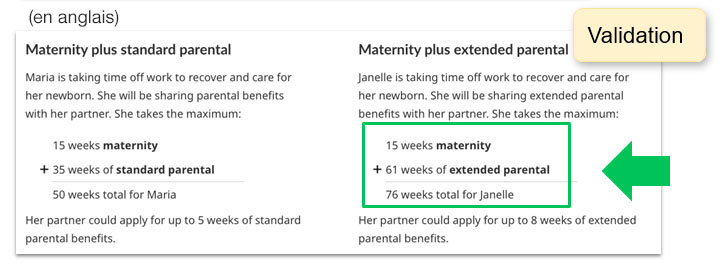 (en anglais)
Validation
Maternity plus standard parental
Maria is taking time off work to recover and care for
her newborn. She will be sharing parental benefits
with her partner. She takes the maximum:
15 weeks maternity
+ 35 weeks of standard parental
50 weeks total for Maria
Her partner could apply for up to 5 weeks of standard
parental benefits.
Maternity plus extended parental
Janelle is taking time off work to recover and care for
her newborn. She will be sharing extended parental
benefits with her partner. She takes the maximum:
15 weeks maternity
+ 61 weeks of extended parental
76 weeks total for Janelle
Her partner could apply for up to 8 weeks of extended
parental benefits.